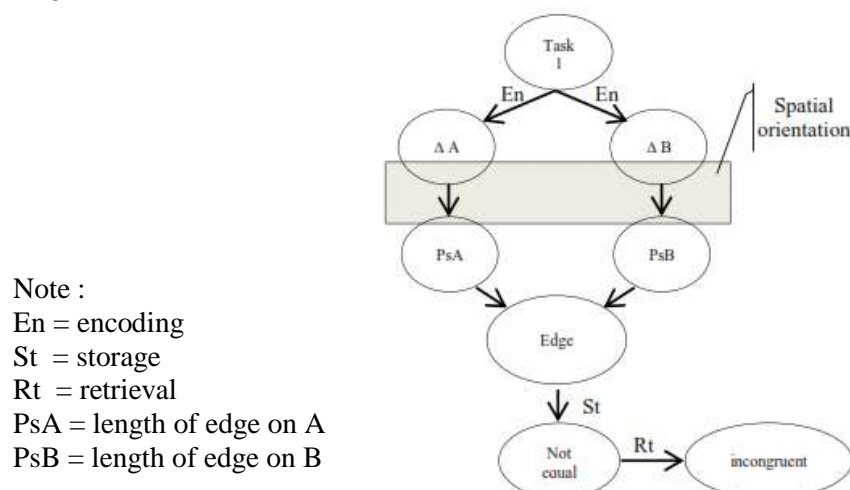 Task
1
En En
Spatial
orientation
Δ A Δ B
PsA PsB
Note :
En = encoding
St = storage
Rt = retrieval
PsA = length of edge on A
PsB = length of edge on B
Edge
St
Not
equal
Rt
incongruent